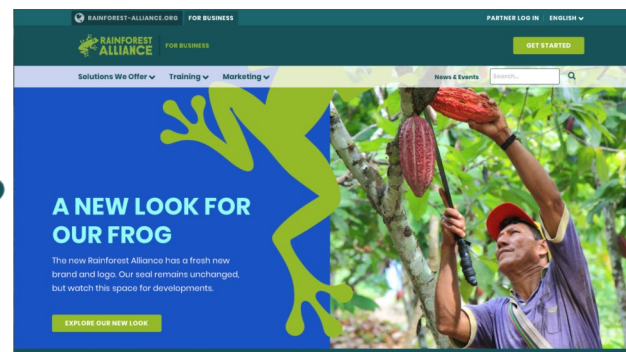 RAINFOREST-ALLIANCE.ORG FOR BUSINESS PARTNER LOG IN ENGLISH
RAINFOREST
ALLIANCE
FOR BUSINESS
GET STARTED
Solutions We Offer Training Marketing News & Events Search...
A NEW LOOK FOR
OUR FROG
The new Rainforest Alliance has a fresh new
brand and logo. Our seal remains unchanged,
but watch this space for developments.
EXPLORE OUR NEW LOOK